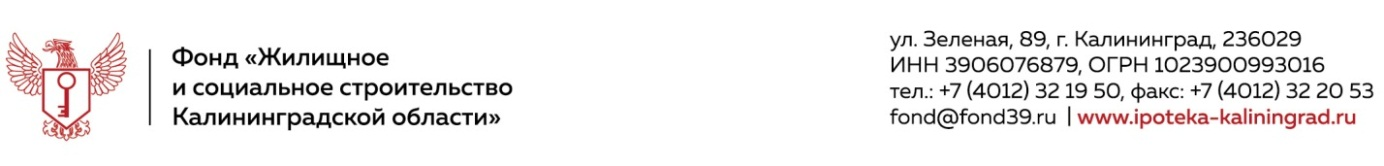 Фонд «Жилищное
и социальное строительство
Калининградской области»
ул. Зеленая, 89, г. Калининград, 236029
ИНН 3906076879, ОГРН 1023900993016
тел.: +7 (4012) 32 19 50, факс: +7 (4012) 32 20 53
fond@fond39.ru | www.ipoteka-kaliningrad.ru